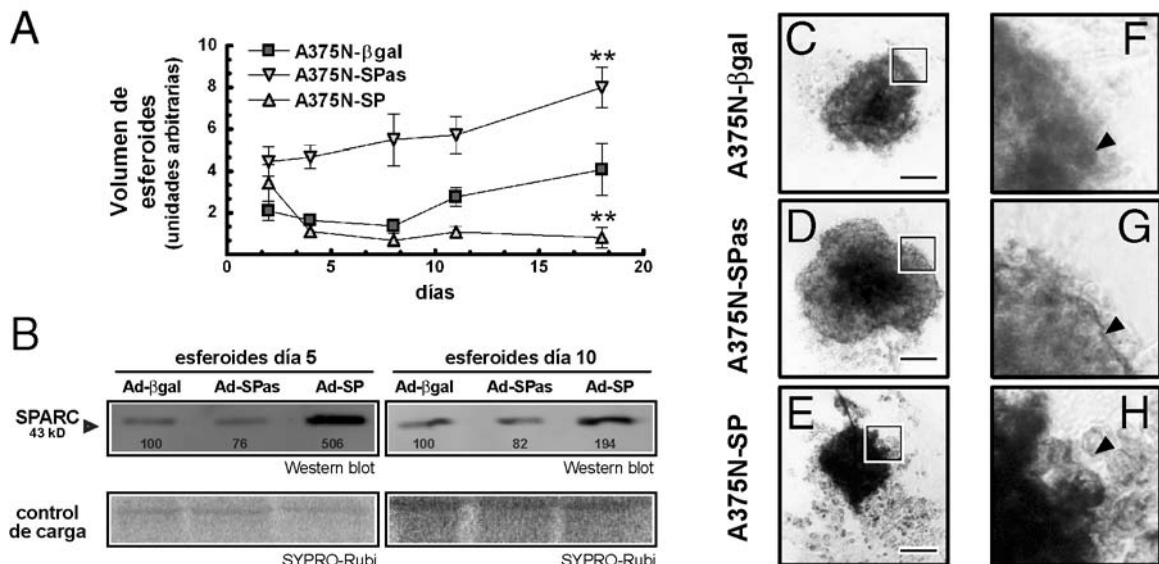 A
Volumen de
esferoides
(unidades arbitrarias)
10
8
6
4
2
A375N-βgal
A375N-SPas
A375N-SP
**
**
0
5
10
15
20
días
B
esferoides día 5
esferoides día 10
Ad-βgal
Ad-SPas
Ad-SP
Ad-βgal
Ad-SPas
Ad-SP
SPARC
43 kD
100
76
506
100
82
194
Western blot
Western blot
control
de carga
SYPRO-Rubi
SYPRO-Rubi
A375N-βgal
C
F
A375N-SPas
D
G
A375N-SP
E
H